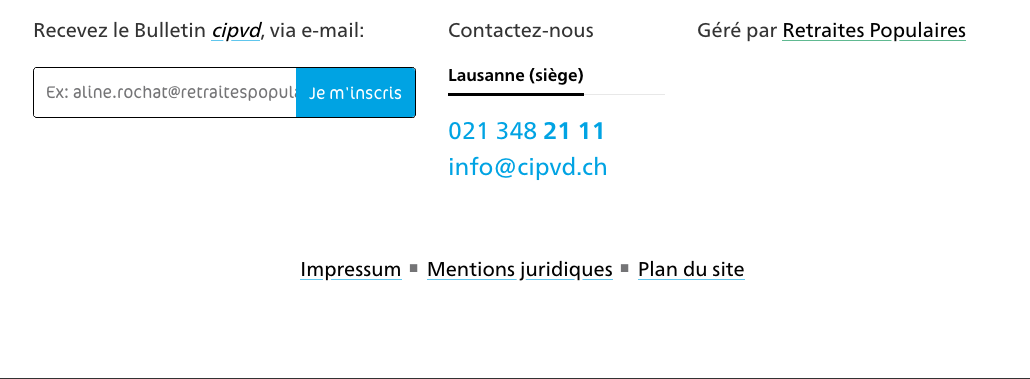 Recevez le Bulletin cipvd, via e-mail:
Ex: aline.rochat@retraitespopul
Je m'inscris
Contactez-nous
Lausanne (siège)
021 348 21 11
info@cipvd.ch
Géré par Retraites Populaires
Impressum ■ Mentions juridiques ■ Plan du site